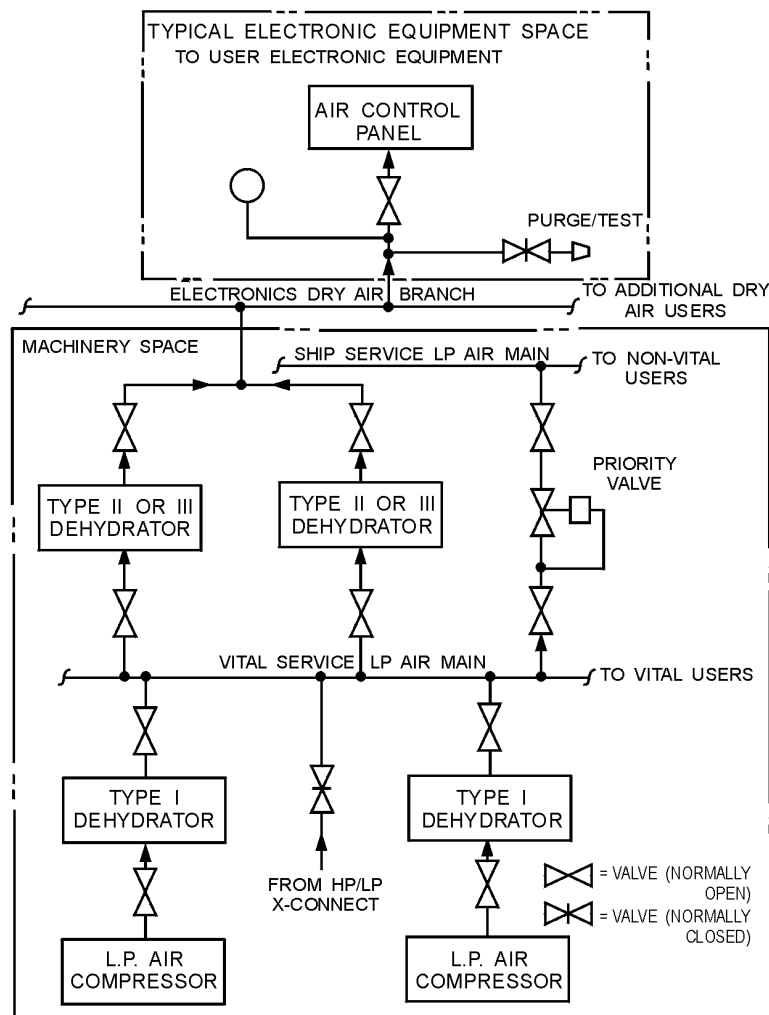 TYPICAL ELECTRONIC EQUIPMENT SPACE
TO USER ELECTRONIC EQUIPMENT
AIR CONTROL
PANEL
PURGE/TEST
ELECTRONICS DRY AIR BRANCH
TO ADDITIONAL DRY
AIR USERS
MACHINERY SPACE
SHIP SERVICE LP AIR MAIN
TO NON-VITAL
USERS
PRIORITY
VALVE
TYPE II OR III
DEHYDRATOR
TYPE II OR III
DEHYDRATOR
VITAL SERVICE LP AIR MAIN
TO VITAL USERS
TYPE I
DEHYDRATOR
TYPE I
DEHYDRATOR
FROM HP/LP
X-CONNECT
= VALVE (NORMALLY
OPEN)
= VALVE (NORMALLY
CLOSED)
L.P. AIR
COMPRESSOR
L.P. AIR
COMPRESSOR